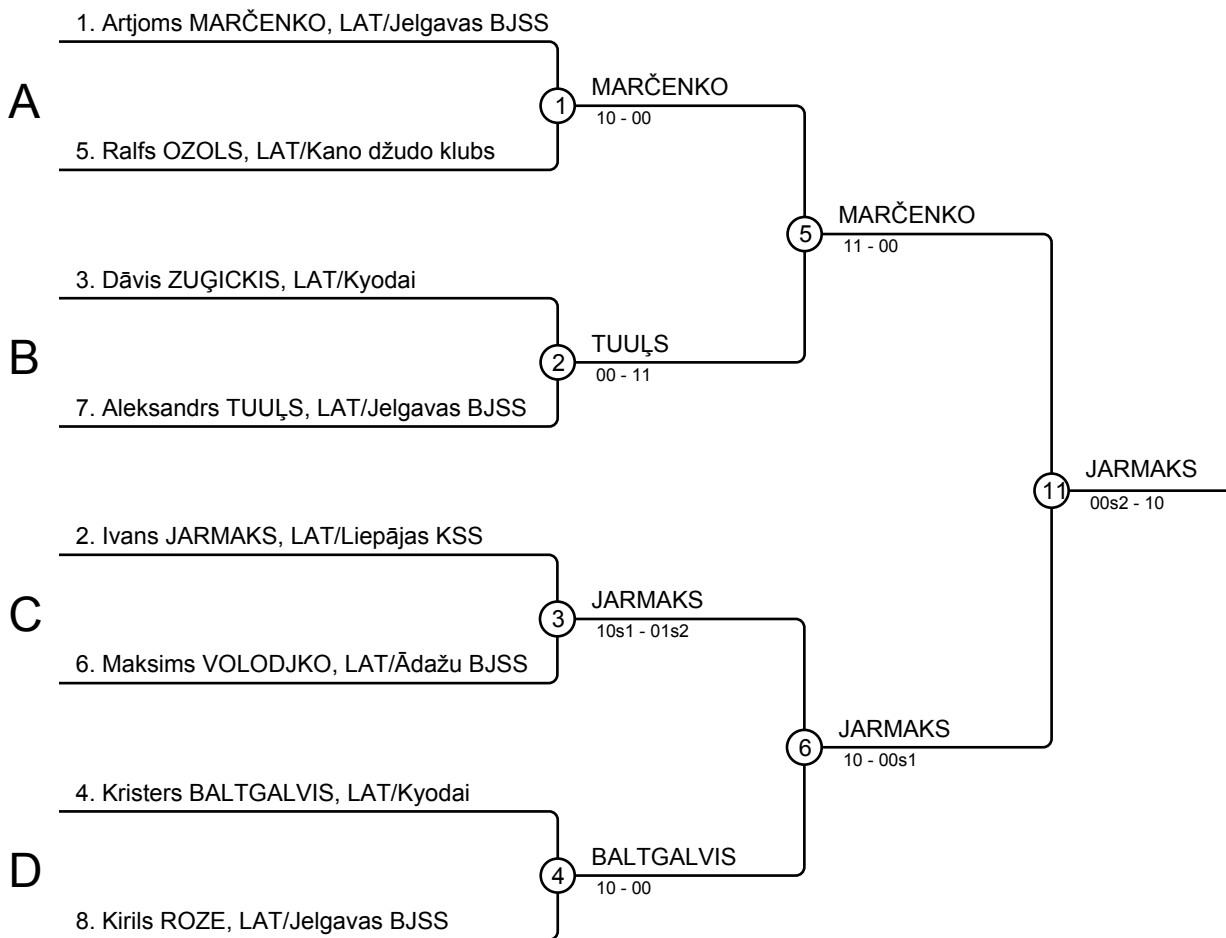 1. Artjoms MARČENKO, LAT/Jelgavas BJSS
A
1
MARČENKO
10 - 00
5. Ralfs OZOLS, LAT/Kano džudo klubs
5
MARČENKO
11 - 00
3. Dāvis ZUĢICKIS, LAT/Kyodai
B
2
TUUĻS
00 - 11
7. Aleksandrs TUUĻS, LAT/Jelgavas BJSS
11
JARMAKS
00s2 - 10
2. Ivans JARMAKS, LAT/Liepājas KSS
C
3
JARMAKS
10s1 - 01s2
6. Maksims VOLODJKO, LAT/Ādažu BJSS
6
JARMAKS
10 - 00s1
4. Kristers BALTGALVIS, LAT/Kyodai
D
4
BALTGALVIS
10 - 00
8. Kirils ROZE, LAT/Jelgavas BJSS